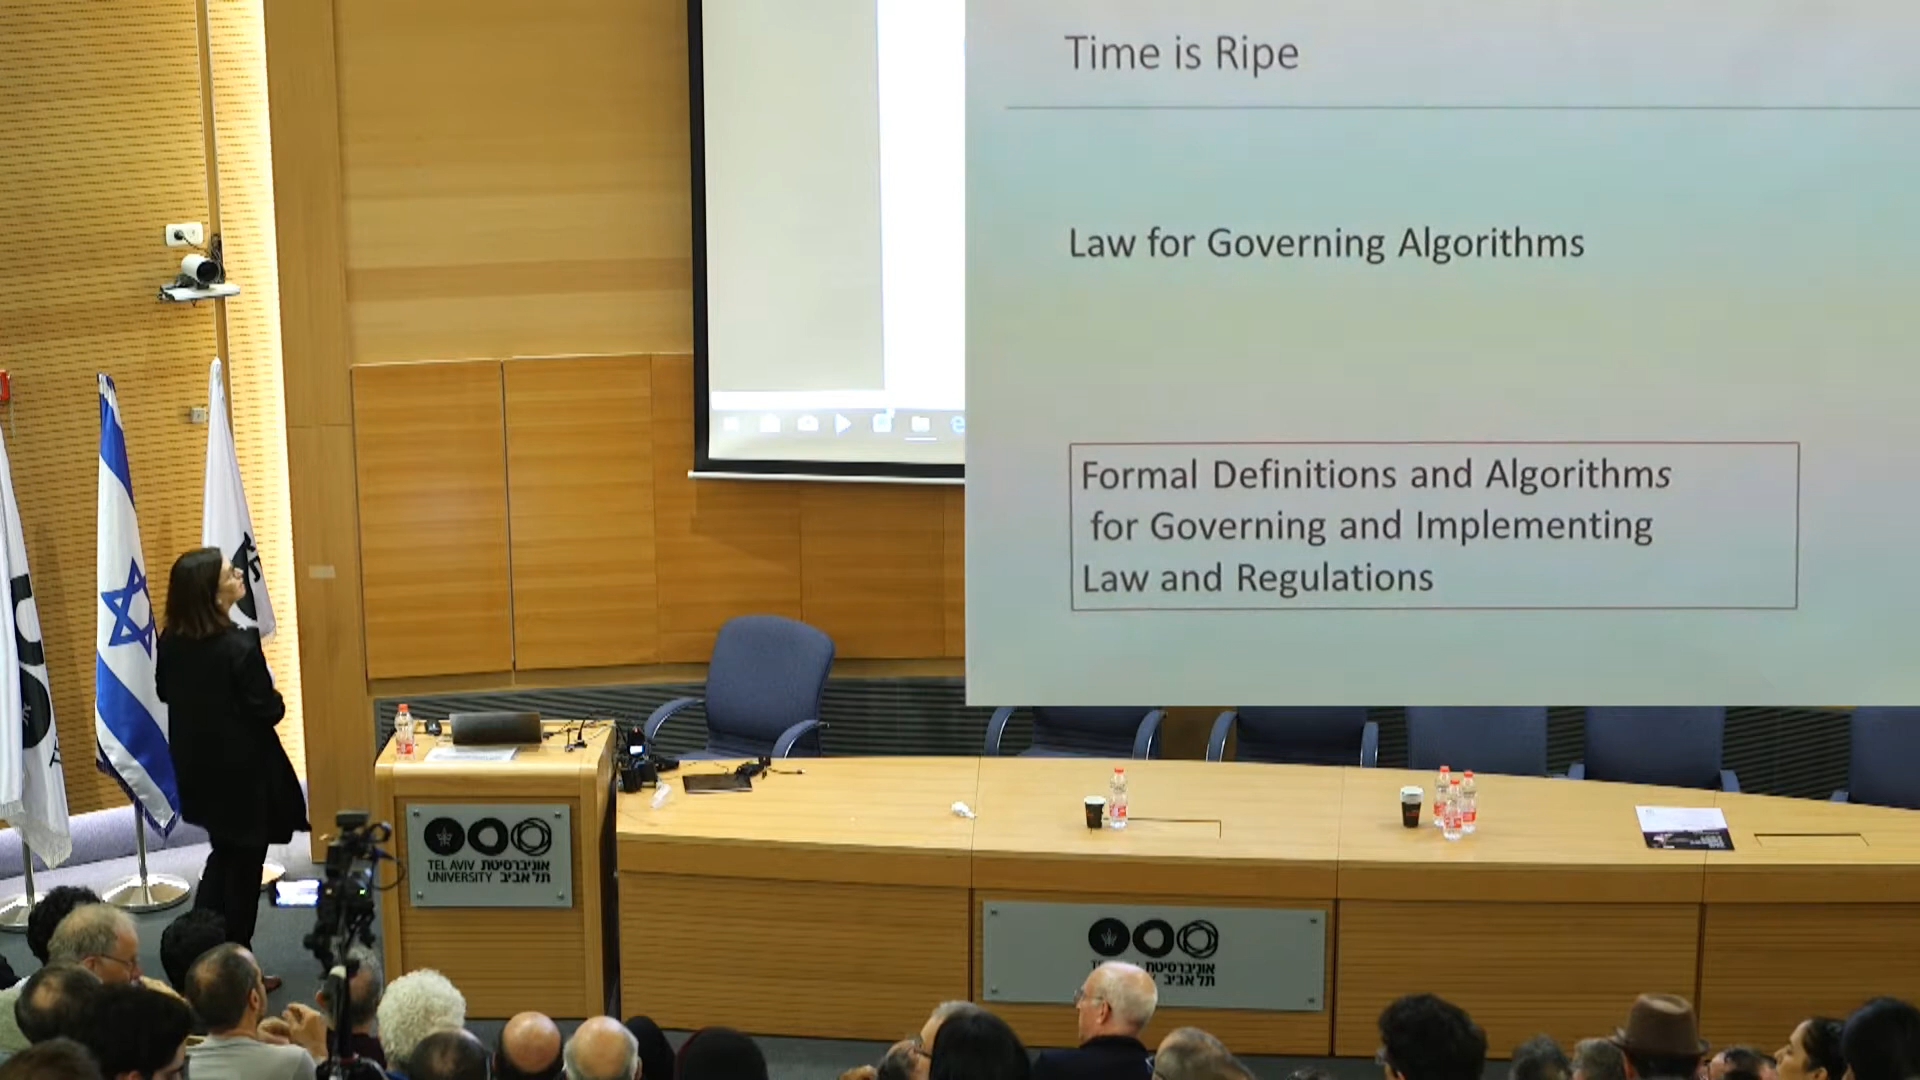 Time is Ripe
Law for Governing Algorithms
Formal Definitions and Algorithms
for Governing and Implementing
Law and Regulations
TEL AVIV אוניברסיטת
UNIVERSITY תל אביב
אוניברסיטת
תל אביב